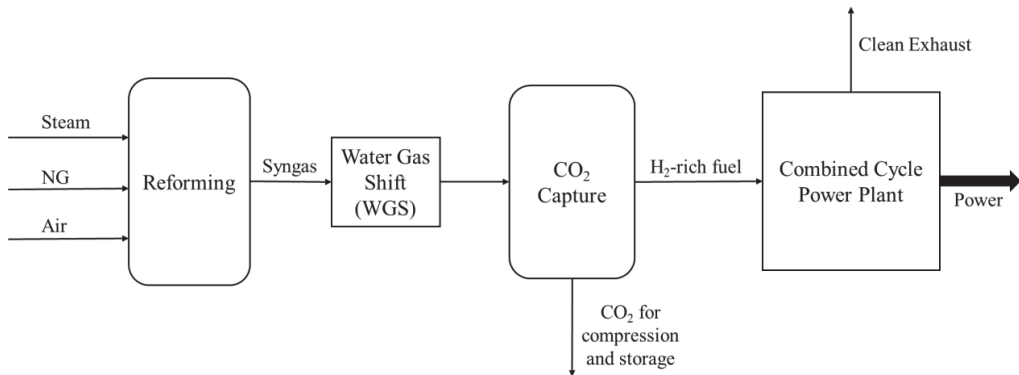 Steam
NG
Air
Reforming
Syngas
Water Gas
Shift
(WGS)
CO₂
Capture
CO₂ for
compression
and storage
H₂-rich fuel
Combined Cycle
Power Plant
Clean Exhaust
Power